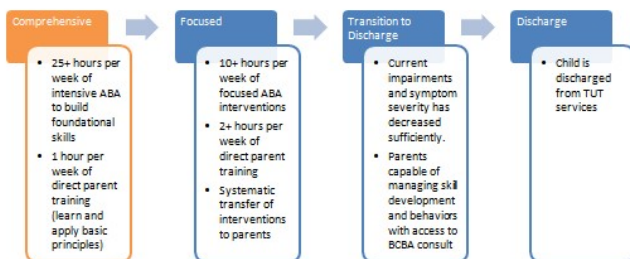 Comprehensive
• 25+ hours per
week of
intensive ABA
to build
foundational
skills
• 1 hour per
week of
direct parent
training
(learn and
apply basic
principles)
Focused
• 10+ hours per
week of
focused ABA
interventions
• 2+ hours per
week of
direct parent
training
• Systematic
transfer of
interventions
to parents
Transition to
Discharge
• Current
impairments
and symptom
severity has
decreased
sufficiently.
• Parents
capable of
managing skill
development
and behaviors
with access to
BCBA consult
Discharge
• Child is
discharged
from TUT
services